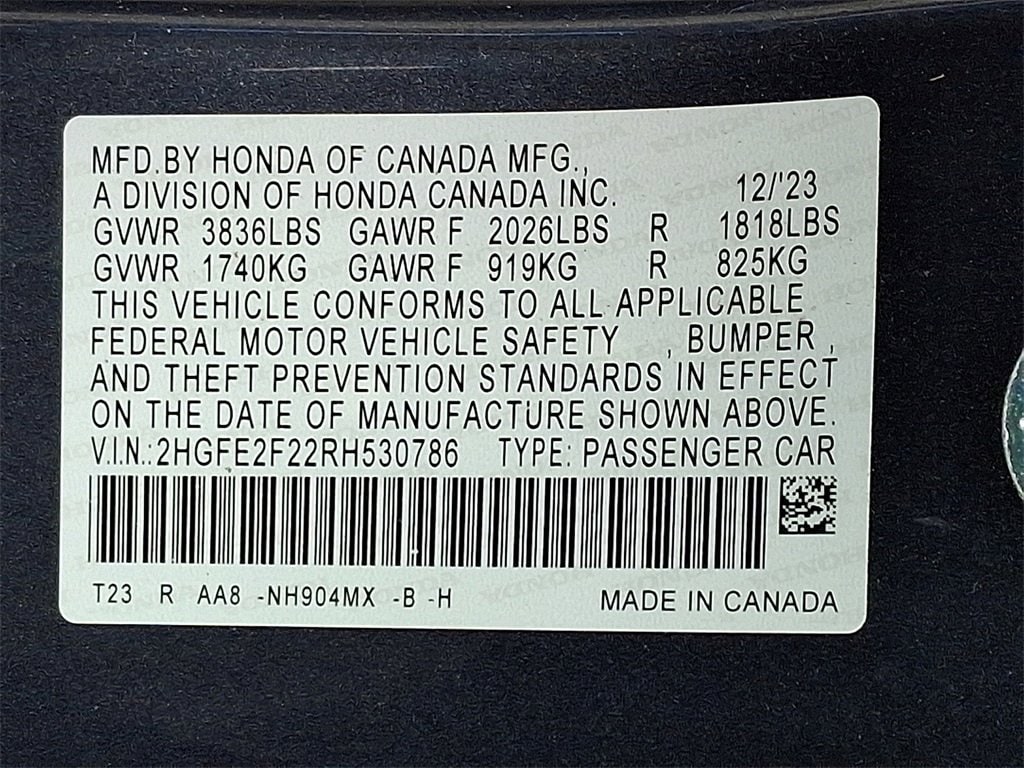 MFD.BY HONDA OF CANADA MFG.,
A DIVISION OF HONDA CANADA INC. 12/'23
GVWR 3836LBS GAWR F 2026LBS R 1818LBS
GVWR 1740KG GAWR F 919KG R 825KG
THIS VEHICLE CONFORMS TO ALL APPLICABLE
FEDERAL MOTOR VEHICLE SAFETY , BUMPER ,
AND THEFT PREVENTION STANDARDS IN EFFECT
ON THE DATE OF MANUFACTURE SHOWN ABOVE.
V.I.N.:2HGFE2F22RH530786 TYPE: PASSENGER CAR
T23 R AA8 -NH904MX -B -H MADE IN CANADA